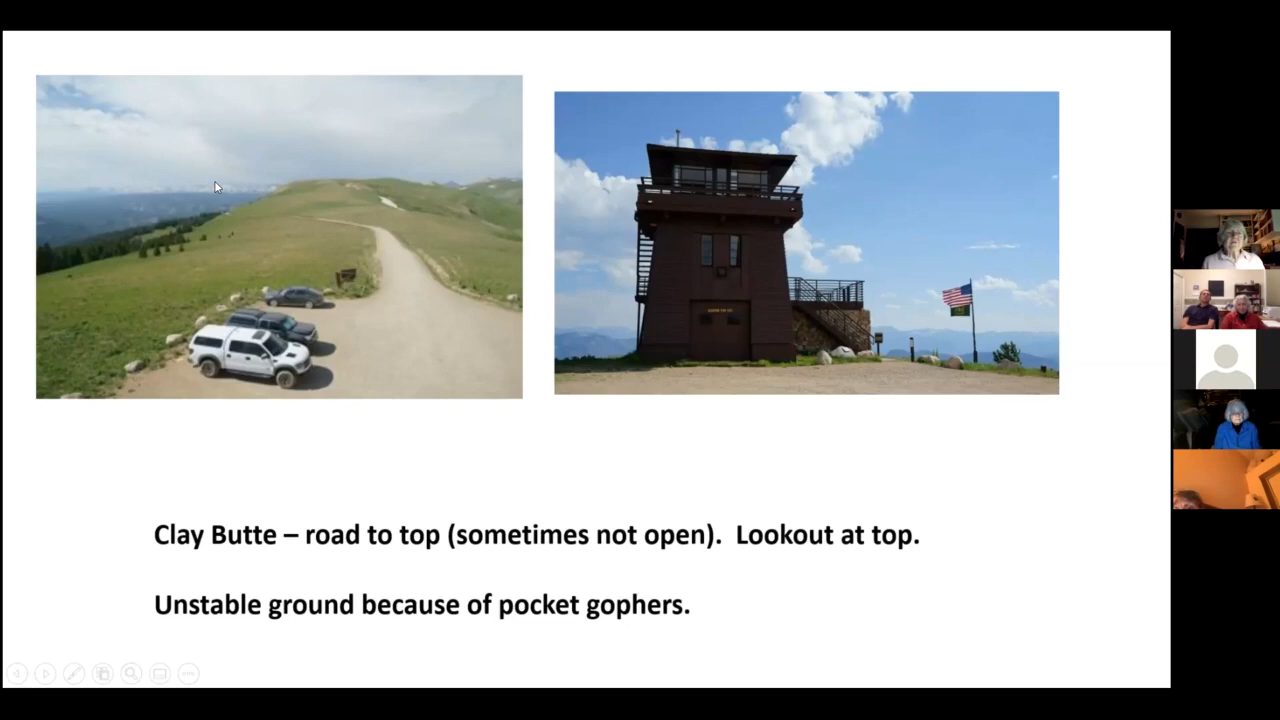 Clay Butte – road to top (sometimes not open).  Lookout at top.
Unstable ground because of pocket gophers.